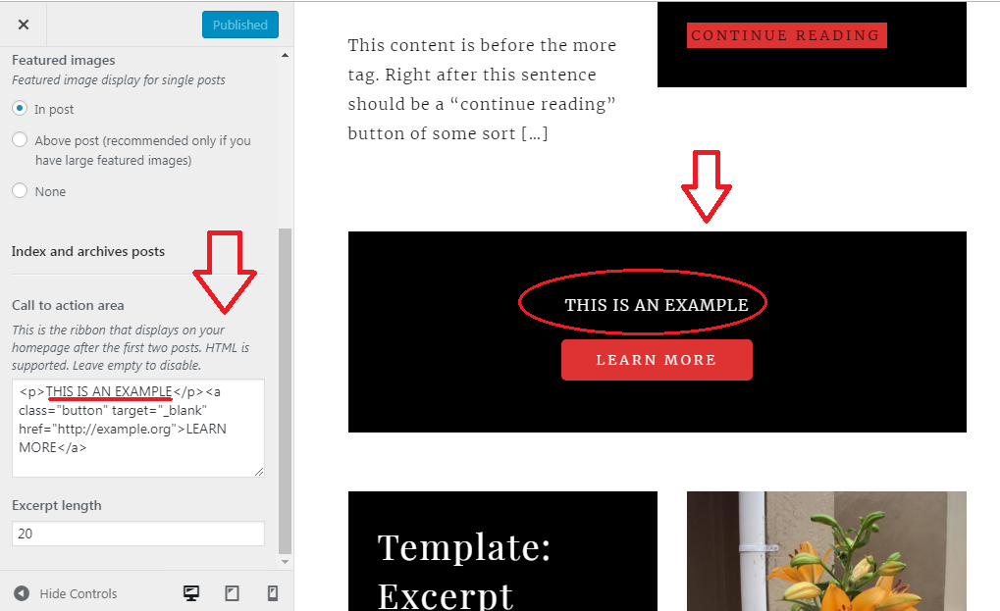 Published
Featured images
Featured image display for single posts
In post
Above post (recommended only if you
have large featured images)
None
Index and archives posts
Call to action area
This is the ribbon that displays on your
homepage after the first two posts. HTML is
supported. Leave empty to disable.
<p>THIS IS AN EXAMPLE</p><a
class="button" target="_blank"
href="http://example.org">LEARN
MORE</a>
Excerpt length
20
Hide Controls
This content is before the more
tag. Right after this sentence
should be a “continue reading”
button of some sort […]
CONTINUE READING
THIS IS AN EXAMPLE
LEARN MORE
Template:
Excerpt